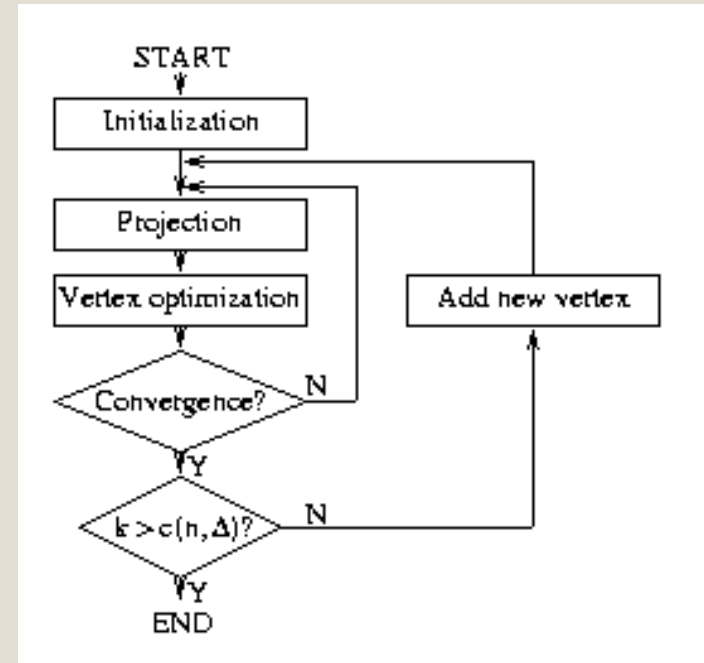 START
Initialization
Projection
Vertex optimization
Add new vertex
Convergence?
N
Y
k > c(n, Δ)?
N
Y
END